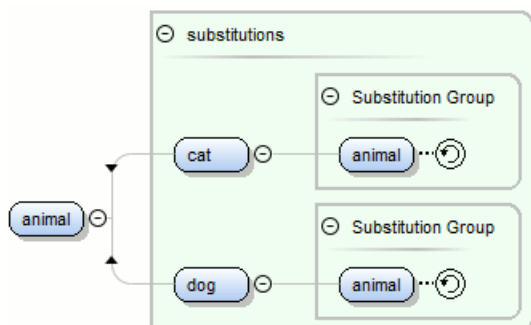 substitutions
Substitution Group
cat
animal
animal
Substitution Group
dog
animal